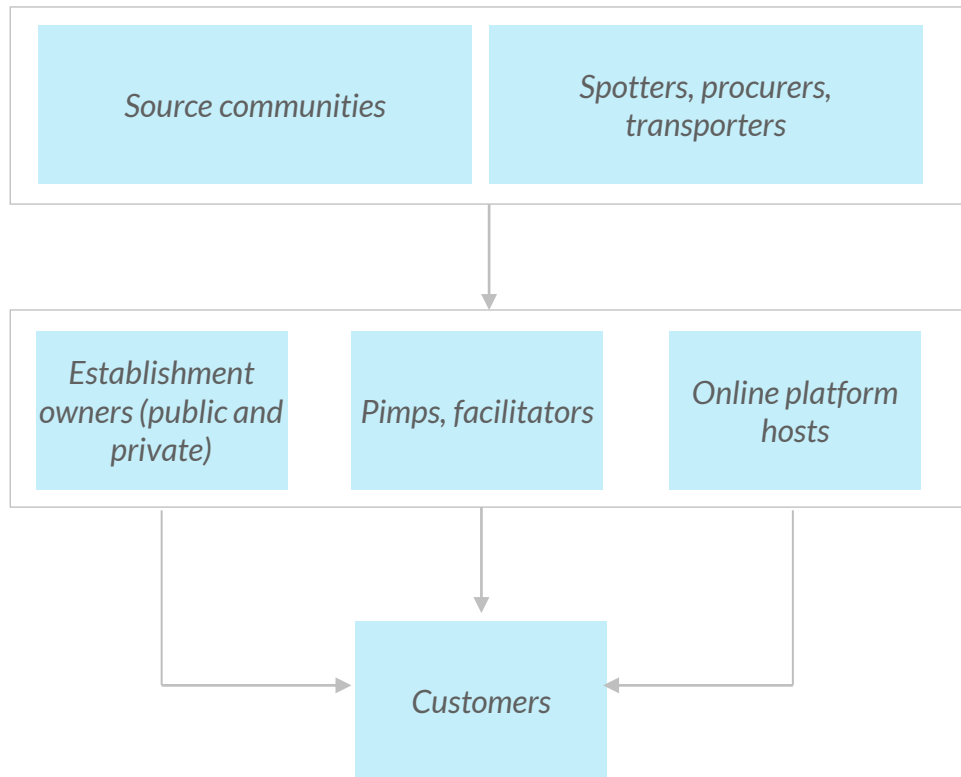 Source communities
Spotters, procurers,
transporters
Establishment
owners (public and
private)
Pimps, facilitators
Online platform
hosts
Customers